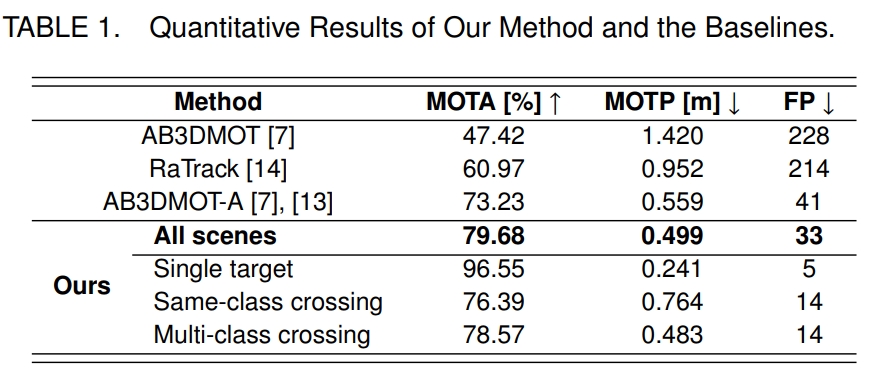 TABLE 1. Quantitative Results of Our Method and the Baselines.
Method MOTA [%] ↑ MOTP [m] ↓ FP ↓
AB3DMOT [7] 47.42 1.420 228
RaTrack [14] 60.97 0.952 214
AB3DMOT-A [7], [13] 73.23 0.559 41
Ours
All scenes 79.68 0.499 33
Single target 96.55 0.241 5
Same-class crossing 76.39 0.764 14
Multi-class crossing 78.57 0.483 14